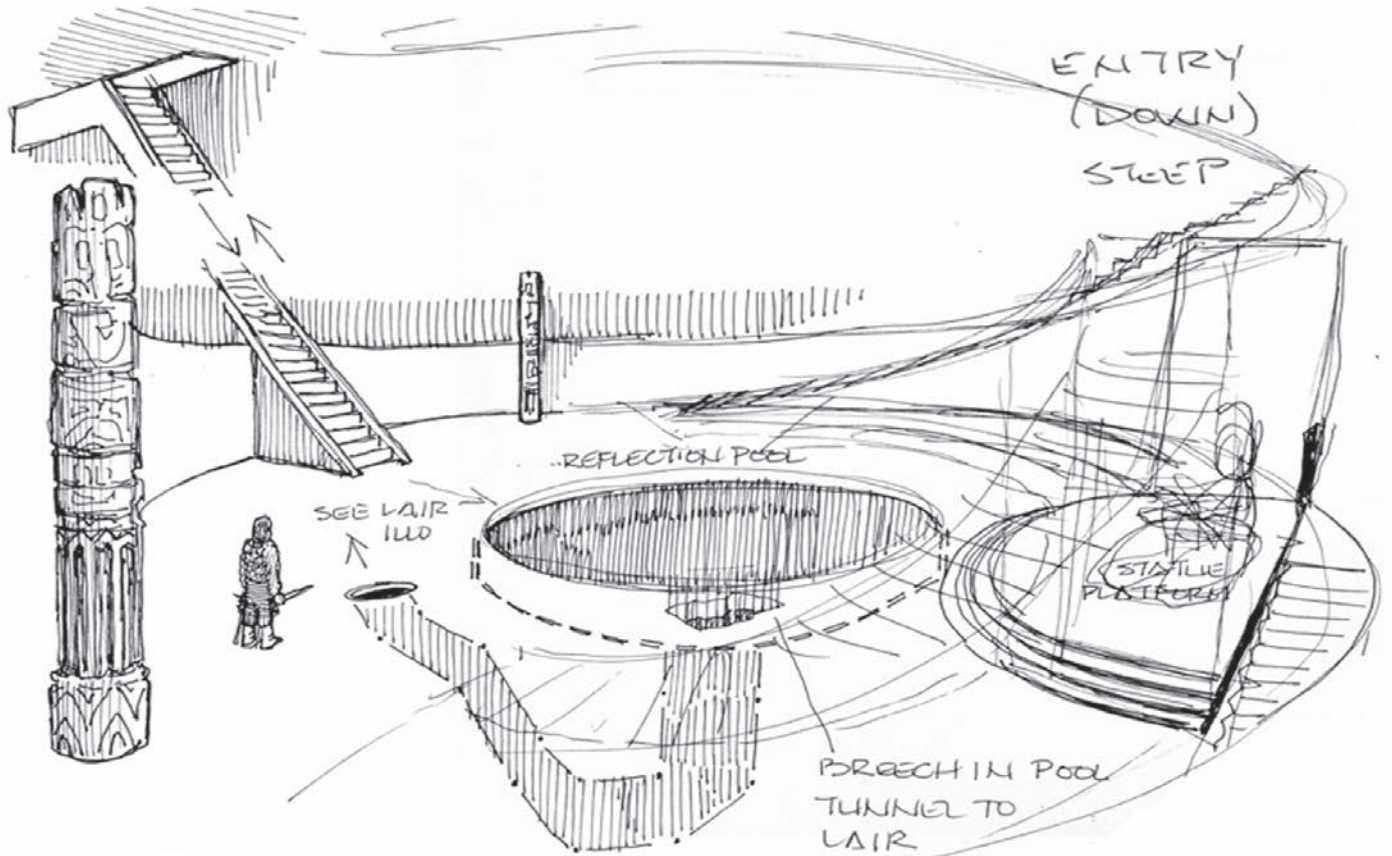 ENTRY
(DOWN)
STEEP
REFLECTION POOL
SEE LAIR
ILLO
STATUE
PLATFORM
BREECH IN POOL
TUNNEL TO
LAIR